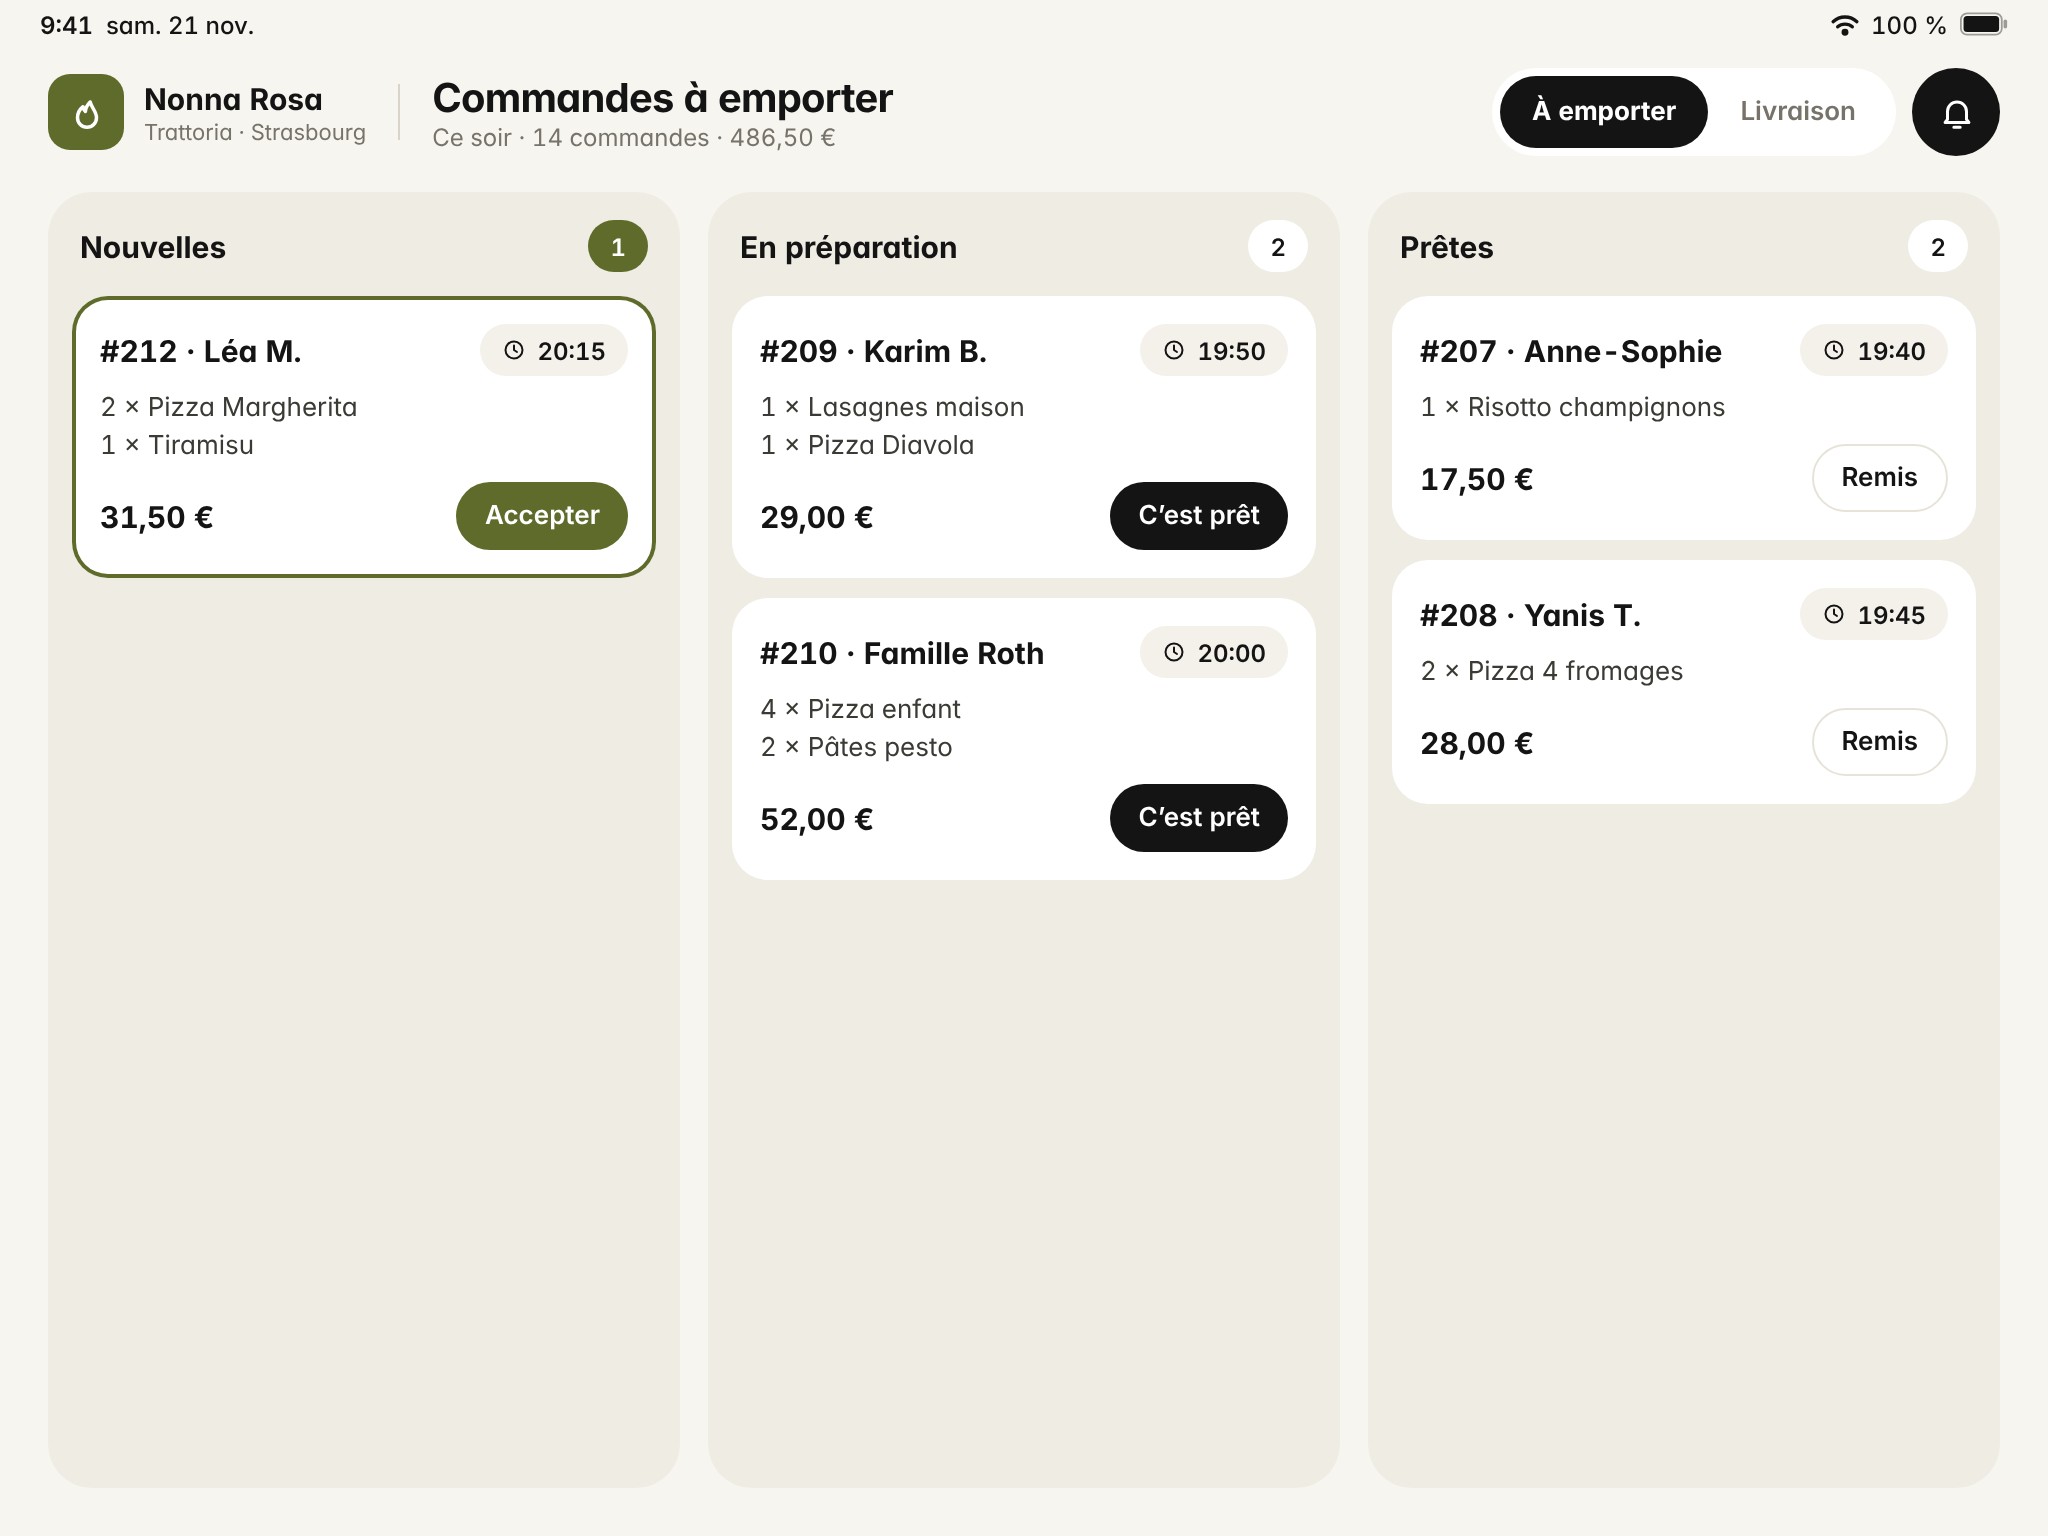 9:41 sam. 21 nov.
100 %
Nonna Rosa
Trattoria · Strasbourg
Commandes à emporter
Ce soir · 14 commandes · 486,50 €
À emporter
Livraison
Nouvelles
1
#212 · Léa M.
20:15
2 × Pizza Margherita
1 × Tiramisu
31,50 €
Accepter
En préparation
2
#209 · Karim B.
19:50
1 × Lasagnes maison
1 × Pizza Diavola
29,00 €
C’est prêt
#210 · Famille Roth
20:00
4 × Pizza enfant
2 × Pâtes pesto
52,00 €
C’est prêt
Prêtes
2
#207 · Anne-Sophie
19:40
1 × Risotto champignons
17,50 €
Remis
#208 · Yanis T.
19:45
2 × Pizza 4 fromages
28,00 €
Remis